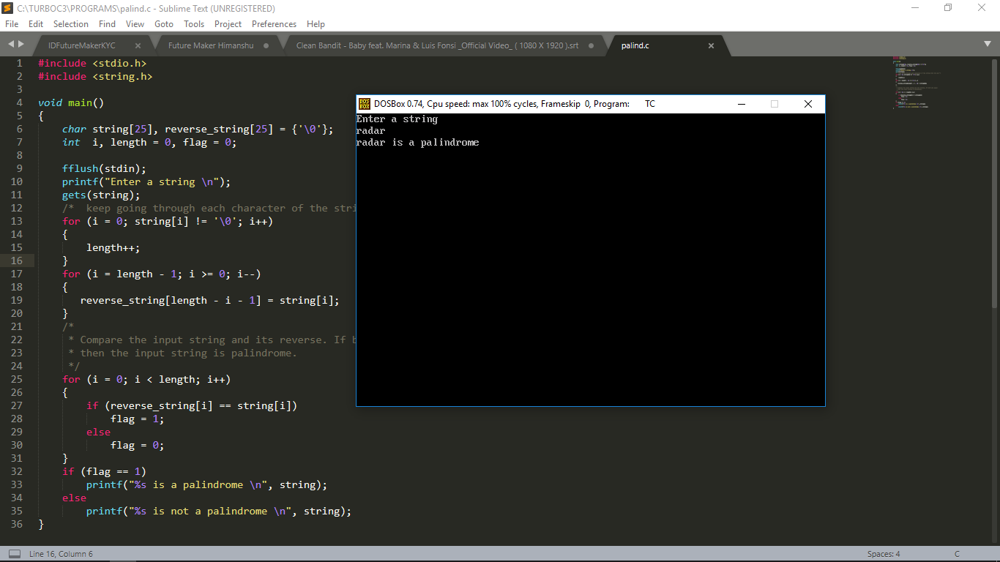 C:\TURBOC3\PROGRAMS\palind.c - Sublime Text (UNREGISTERED)
File Edit Selection Find View Goto Tools Project Preferences Help
IDFutureMakerKYC Future Maker Himanshu Clean Bandit - Baby feat. Marina & Luis Fonsi _Official Video_ ( 1080 X 1920 ).srt palind.c
1 #include <stdio.h>
2 #include <string.h>
3
4 void main()
5 {
6 char string[25], reverse_string[25] = {'\0'};
7 int  i, length = 0, flag = 0;
8
9 fflush(stdin);
10 printf("Enter a string \n");
11 gets(string);
12 /*  keep going through each character of the stri
13 for (i = 0; string[i] != '\0'; i++)
14 {
15 length++;
16 }
17 for (i = length - 1; i >= 0; i--)
18 {
19 reverse_string[length - i - 1] = string[i];
20 }
21 /*
22 * Compare the input string and its reverse. If
23 * then the input string is palindrome.
24 */
25 for (i = 0; i < length; i++)
26 {
27 if (reverse_string[i] == string[i])
28 flag = 1;
29 else
30 flag = 0;
31 }
32 if (flag == 1)
33 printf("%s is a palindrome \n", string);
34 else
35 printf("%s is not a palindrome \n", string);
36 }
DOSBox 0.74, Cpu speed: max 100% cycles, Frameskip  0, Program:     TC
Enter a string
radar
radar is a palindrome
Line 16, Column 6 Spaces: 4 C